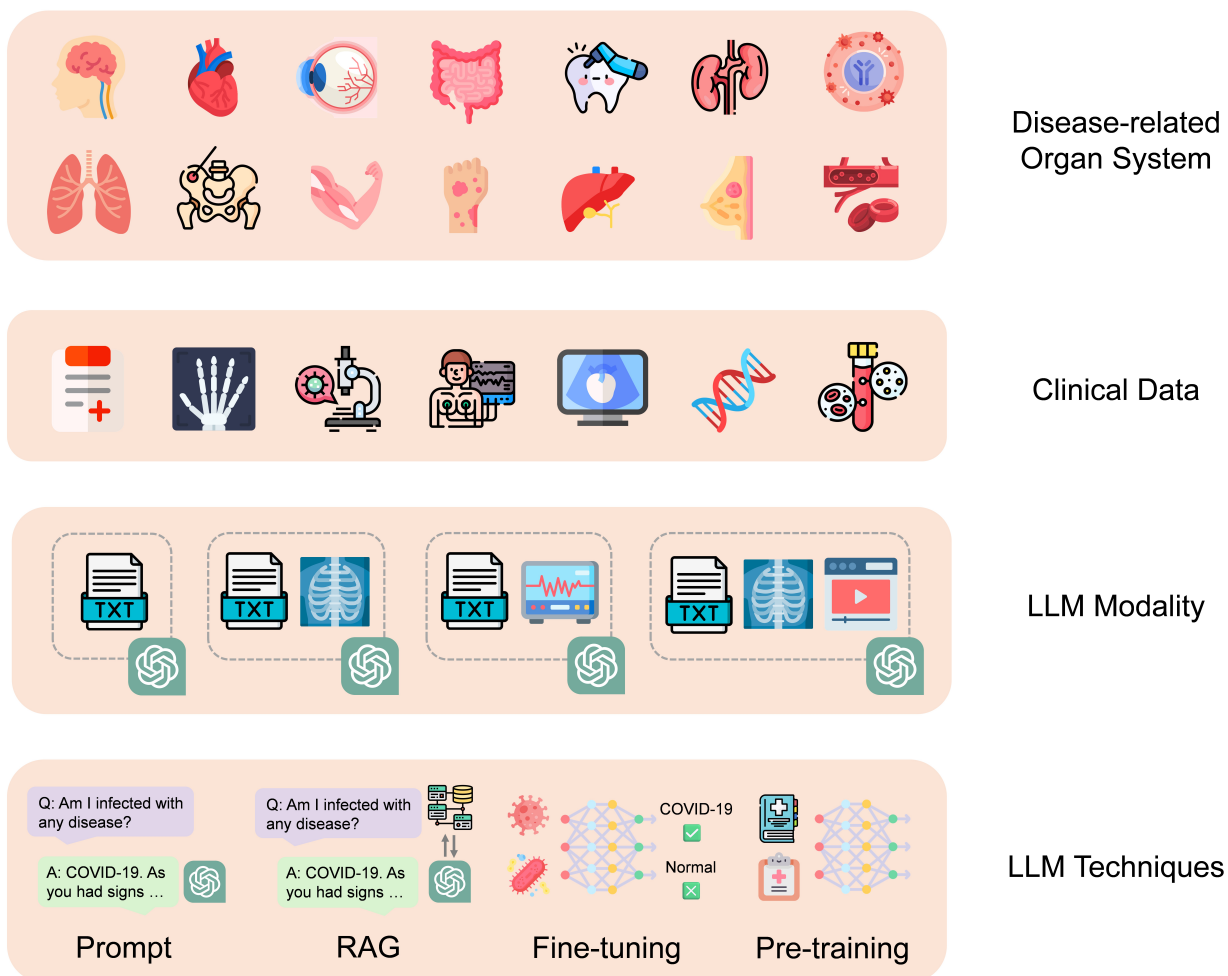 Disease-related
Organ System
Clinical Data
TXT
TXT
TXT
TXT
LLM Modality
Q: Am I infected with
any disease?
A: COVID-19. As
you had signs ...
Prompt
Q: Am I infected with
any disease?
A: COVID-19. As
you had signs ...
RAG
COVID-19
Normal
Fine-tuning
Pre-training
LLM Techniques